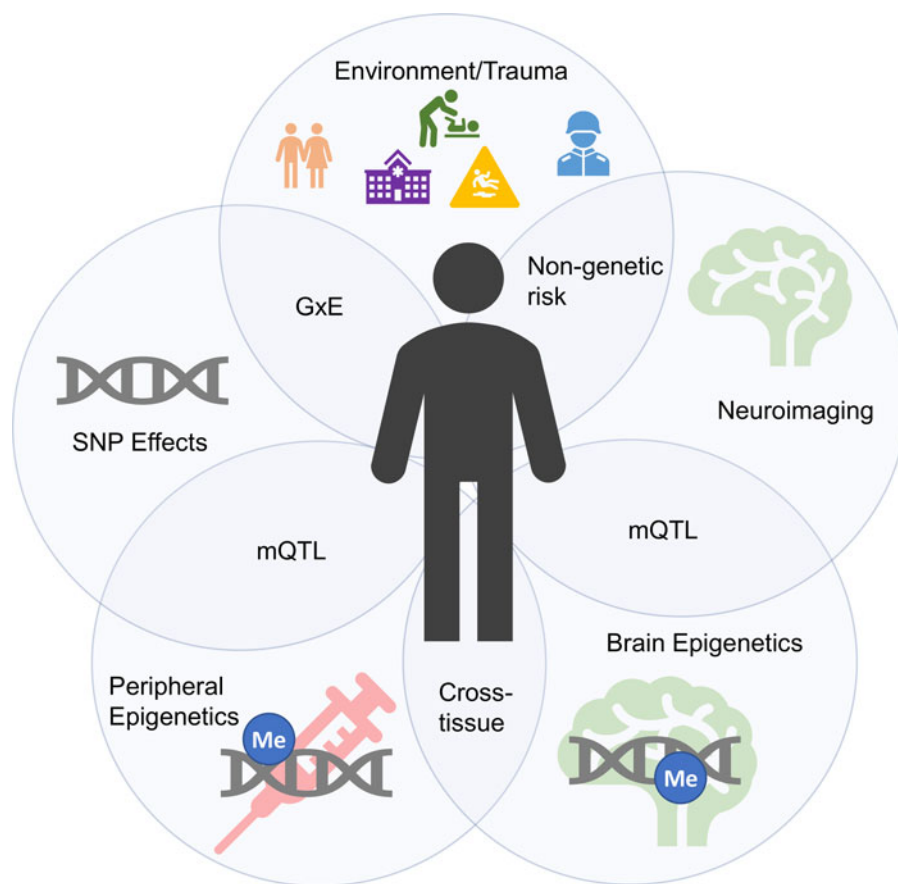 Environment/Trauma
Non-genetic
risk
GxE
Neuroimaging
SNP Effects
mQTL
mQTL
Brain Epigenetics
Peripheral
Epigenetics
Cross-
tissue
Me
Me